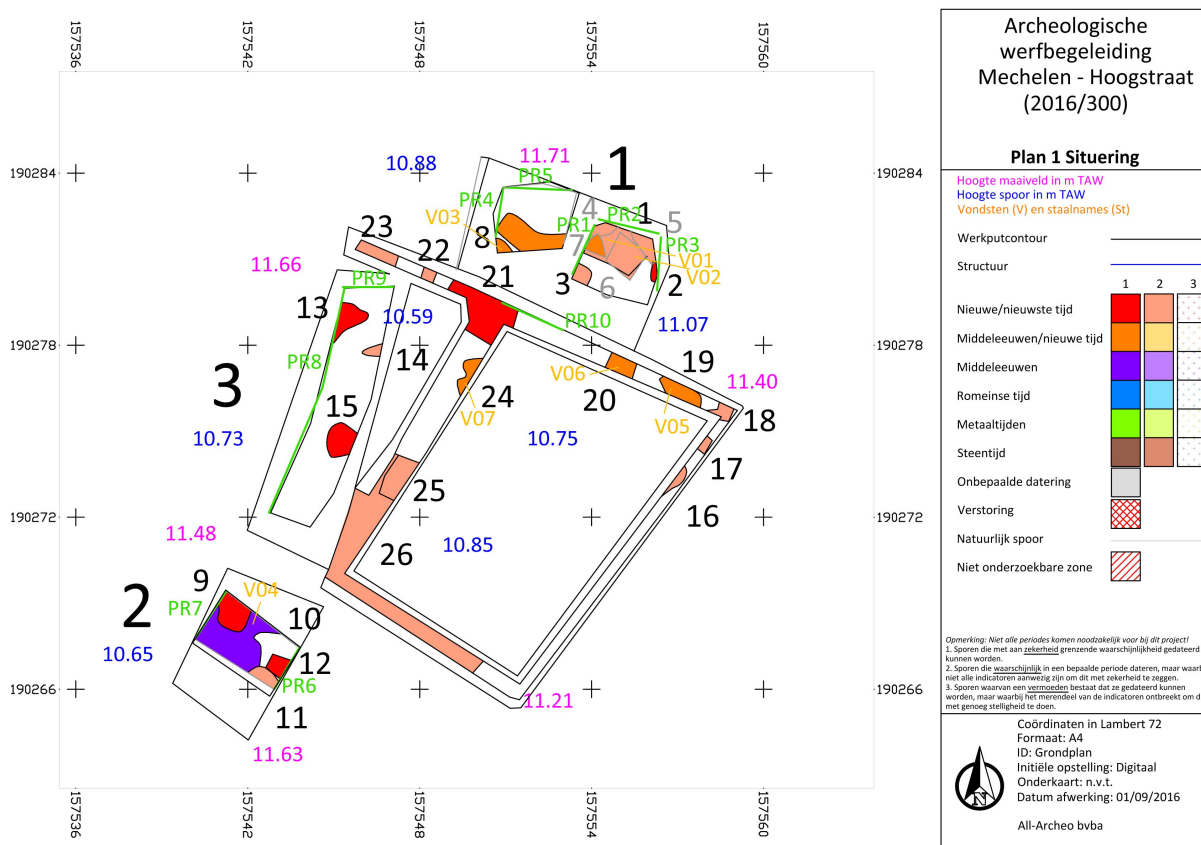 157536
157542
157548
157554
157560
190284
190284
10.88
11.71
1
PR5
PR4
V03
8
4
PR2
1
5
PR1
7
PR3
V01
V02
3
6
2
23
22
21
11.66
PR9
13
10.59
PR10
11.07
190278
190278
14
3
PR8
19
V06
11.40
24
20
15
V07
18
10.73
10.75
V05
17
25
16
190272
190272
11.48
26
10.85
9
V04
2
PR7
10
10.65
12
190266
190266
PR6
11.21
11
11.63
157536
157542
157548
157554
157560
Archeologische
werfbegeleiding
Mechelen - Hoogstraat
(2016/300)
Plan 1 Situering
Hoogte maaiveld in m TAW
Hoogte spoor in m TAW
Vondsten (V) en staalnames (St)
Werkputcontour
Structuur
1 2 3
Nieuwe/nieuwste tijd
Middeleeuwen/nieuwe tijd
Middeleeuwen
Romeinse tijd
Metaaltijden
Steentijd
Onbepaalde datering
Verstoring
Natuurlijk spoor
Niet onderzoekbare zone
Opmerking: Niet alle periodes komen noodzakelijk voor bij dit project!
1. Sporen die met aan zekerheid grenzende waarschijnlijkheid gedateerd
kunnen worden.
2. Sporen die waarschijnlijk in een bepaalde periode dateren, maar waarb
niet alle indicatoren aanwezig zijn om dit met zekerheid te zeggen.
3. Sporen waarvan een vermoeden bestaat dat ze gedateerd kunnen
worden, maar waarbij het merendeel van de indicatoren ontbreekt om d
met genoeg stelligheid te doen.
Coördinaten in Lambert 72
Formaat: A4
ID: Grondplan
Initiële opstelling: Digitaal
Onderkaart: n.v.t.
Datum afwerking: 01/09/2016
All-Archeo bvba
N